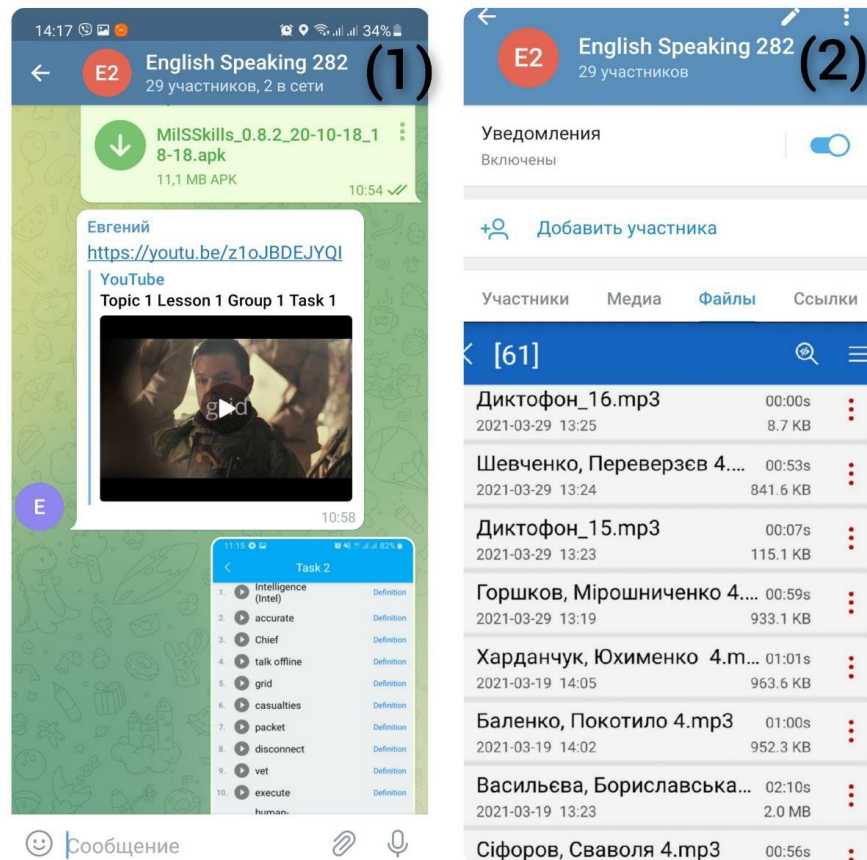 14:17
34%
English Speaking 282
(1)
E2
29 участников, 2 в сети
MilSSkills_0.8.2_20-10-18_1
8-18.apk
11,1 MB APK
10:54
Евгений
https://youtu.be/z1oJBDEJYQI
YouTube
Topic 1 Lesson 1 Group 1 Task 1
grid
E
10:58
11:15
82%
Task 2
1. Intelligence
(Intel) Definition
2. accurate Definition
3. Chief Definition
4. talk offline Definition
5. grid Definition
6. casualties Definition
7. packet Definition
8. disconnect Definition
9. vet Definition
10. execute Definition
human-
Сообщение
English Speaking 282
(2)
E2
29 участников
Уведомления
Включены
Добавить участника
Участники Медиа Файлы Ссылки
[61]
Диктофон_16.mp3 00:00s
2021-03-29 13:25 8.7 KB
Шевченко, Переверзєв 4.... 00:53s
2021-03-29 13:24 841.6 KB
Диктофон_15.mp3 00:07s
2021-03-29 13:23 115.1 KB
Горшков, Мірошниченко 4.... 00:59s
2021-03-29 13:19 933.1 KB
Харданчук, Юхименко 4.m... 01:01s
2021-03-19 14:05 963.6 KB
Баленко, Покотило 4.mp3 01:00s
2021-03-19 14:02 952.3 KB
Васильєва, Бориславська... 02:10s
2021-03-19 13:23 2.0 MB
Сіфоров, Сваволя 4.mp3 00:56s